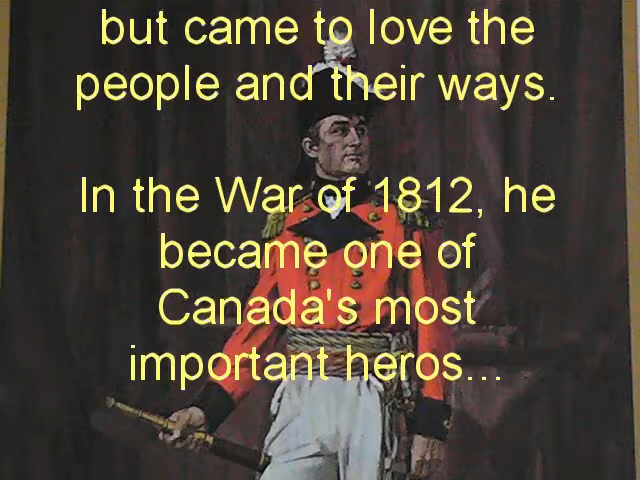 but came to love the
people and their ways.
In the War of 1812, he
became one of
Canada's most
important heros...